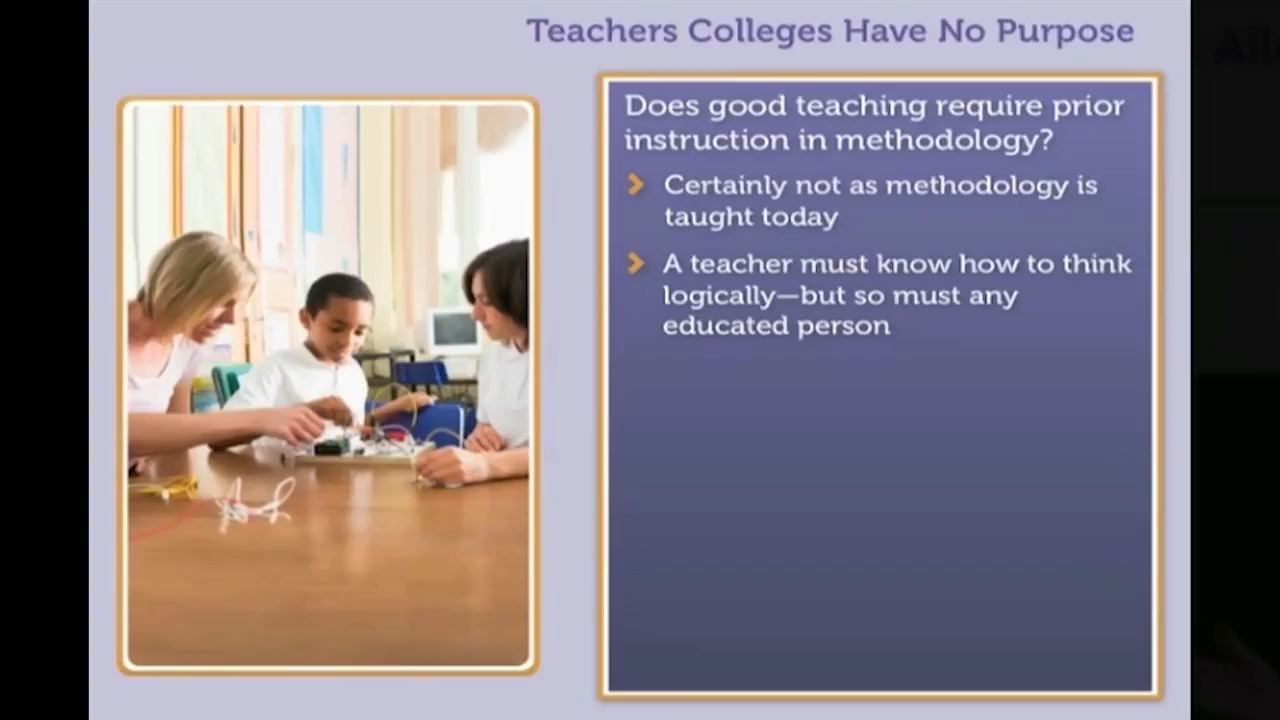 Teachers Colleges Have No Purpose
Does good teaching require prior
instruction in methodology?
Certainly not as methodology is
taught today
A teacher must know how to think
logically—but so must any
educated person